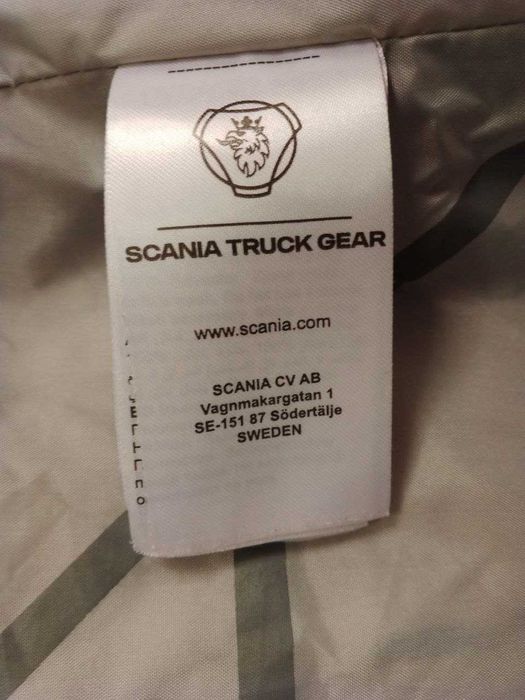 SCANIA TRUCK GEAR
www.scania.com
SCANIA CV AB
Vagnmakargatan 1
SE-151 87 Södertälje
SWEDEN